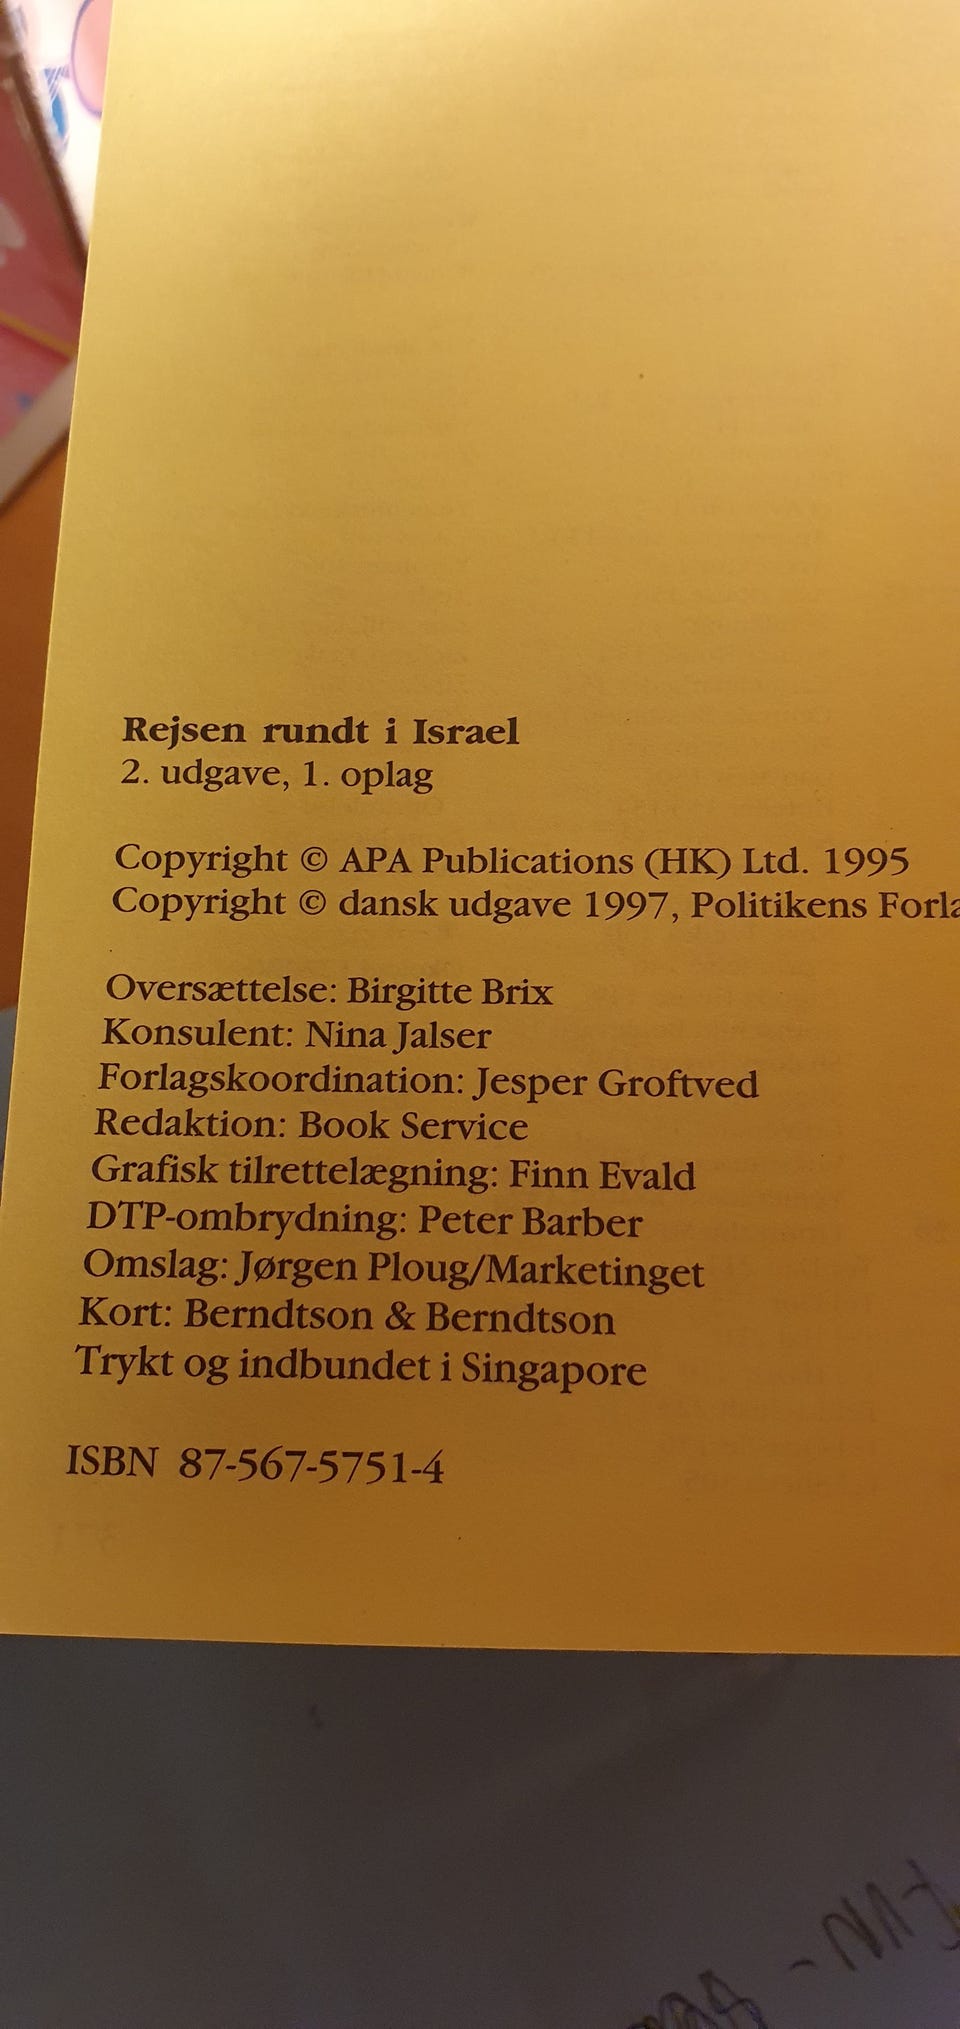 Rejsen rundt i Israel
2. udgave, 1. oplag
Copyright © APA Publications (HK) Ltd. 1995
Copyright © dansk udgave 1997, Politikens Forla
Oversættelse: Birgitte Brix
Konsulent: Nina Jalser
Forlagskoordination: Jesper Groftved
Redaktion: Book Service
Grafisk tilrettelægning: Finn Evald
DTP-ombrydning: Peter Barber
Omslag: Jørgen Ploug/Marketinget
Kort: Berndtson & Berndtson
Trykt og indbundet i Singapore
ISBN 87-567-5751-4